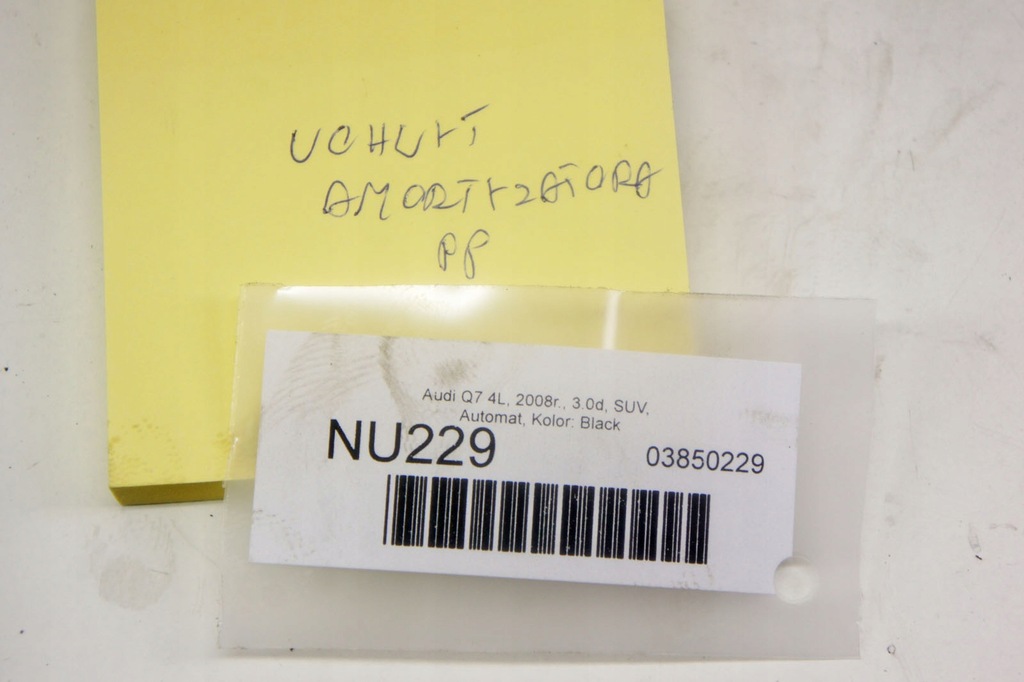 UCHWYT
AMORTYZATORA
PP
Audi Q7 4L, 2008r., 3.0d, SUV,
Automat, Kolor: Black
NU229
03850229